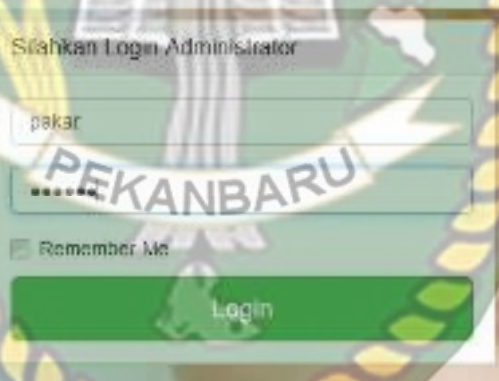 Silahkan Login Administrator
pakar
PEKANBARU
••••••
Remember Me
Login